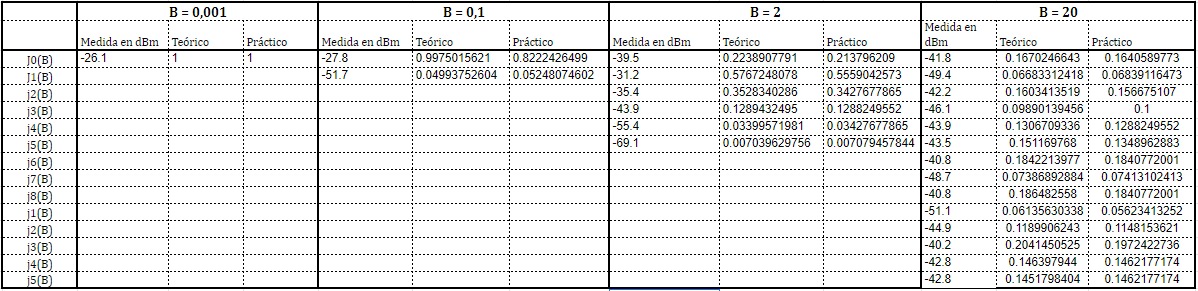 B = 0,001 B = 0,1 B = 2 B = 20
Medida en dBm Teórico Práctico Medida en dBm Teórico Práctico Medida en dBm Teórico Práctico Medida en dBm Teórico Práctico
J0(B) -26.1 1 1 -27.8 0.9975015621 0.8222426499 -39.5 0.2238907791 0.213796209 -41.8 0.1670246643 0.1640589773
J1(B) -51.7 0.04993752604 0.05248074602 -31.2 0.5767248078 0.5559042573 -49.4 0.06683312418 0.06839116473
j2(B) -35.4 0.3528340286 0.3427677865 -42.2 0.1603413519 0.156675107
j3(B) -43.9 0.1289432495 0.1288249552 -46.1 0.09890139456 0.1
j4(B) -55.4 0.03399571981 0.03427677865 -43.9 0.1306709336 0.1288249552
j5(B) -69.1 0.007039629756 0.007079457844 -43.5 0.151169768 0.1348962883
j6(B) -40.8 0.1842213977 0.1840772001
j7(B) -48.7 0.07386892884 0.07413102413
j8(B) -40.8 0.186482558 0.1840772001
j1(B) -51.1 0.06135630338 0.05623413252
j2(B) -44.9 0.1189906243 0.1148153621
j3(B) -40.2 0.2041450525 0.1972422736
j4(B) -42.8 0.146397944 0.1462177174
j5(B) -42.8 0.1451798404 0.1462177174